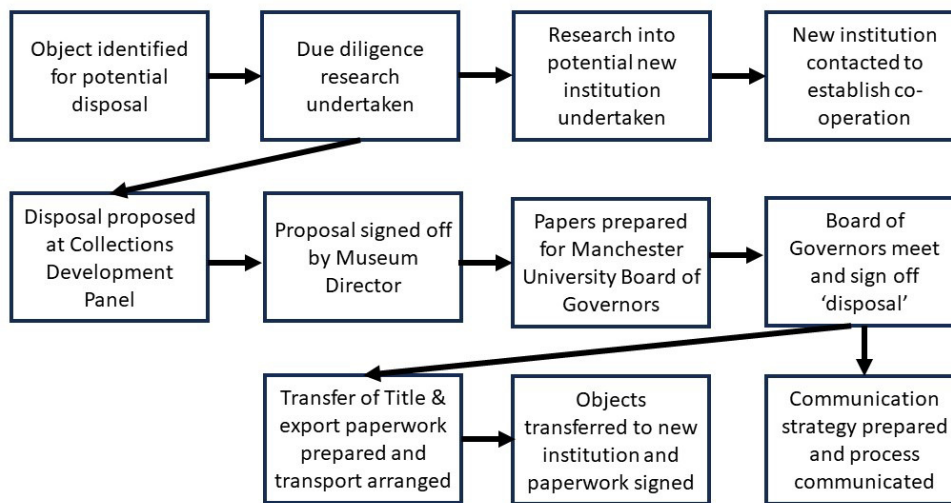 Object identified
for potential
disposal
Due diligence
research
undertaken
Research into
potential new
institution
undertaken
New institution
contacted to
establish co-
operation
Disposal proposed
at Collections
Development
Panel
Proposal signed off
by Museum
Director
Papers prepared
for Manchester
University Board of
Governors
Board of
Governors meet
and sign off
‘disposal’
Transfer of Title &
export paperwork
prepared and
transport arranged
Objects
transferred to new
institution and
paperwork signed
Communication
strategy prepared
and process
communicated